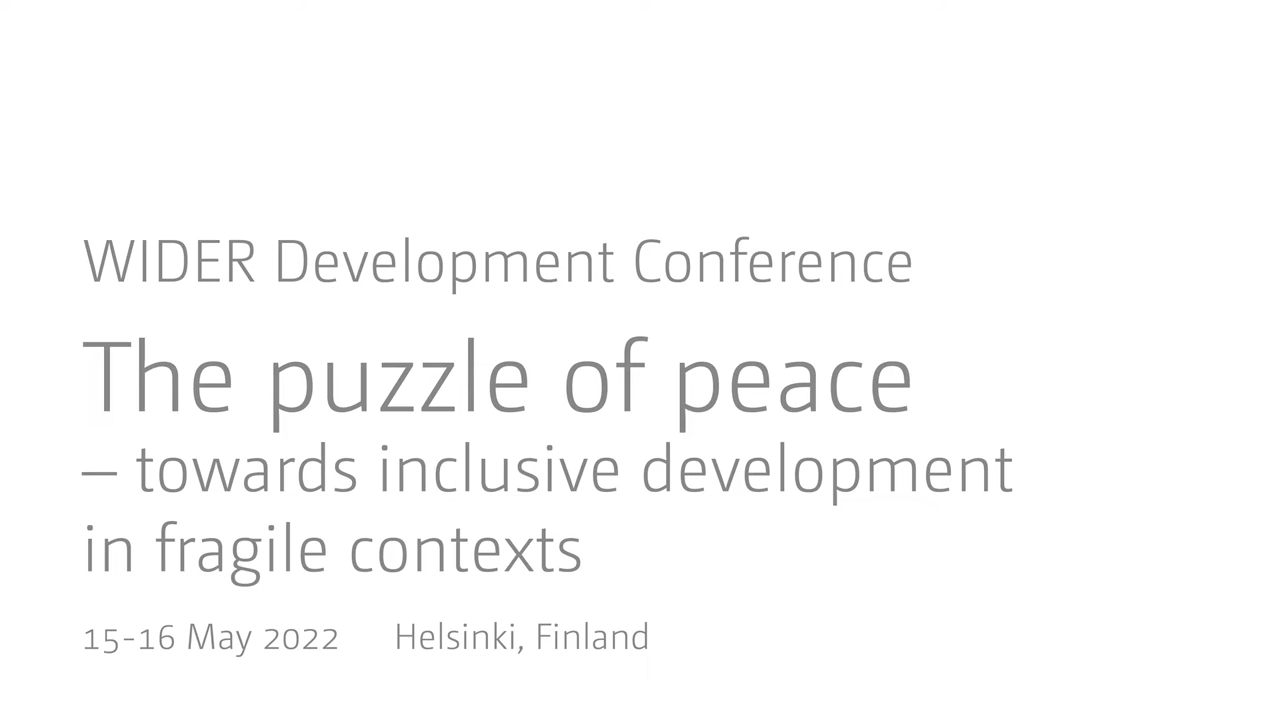 WIDER Development Conference
The puzzle of peace
– towards inclusive development
in fragile contexts
15-16 May 2022 Helsinki, Finland